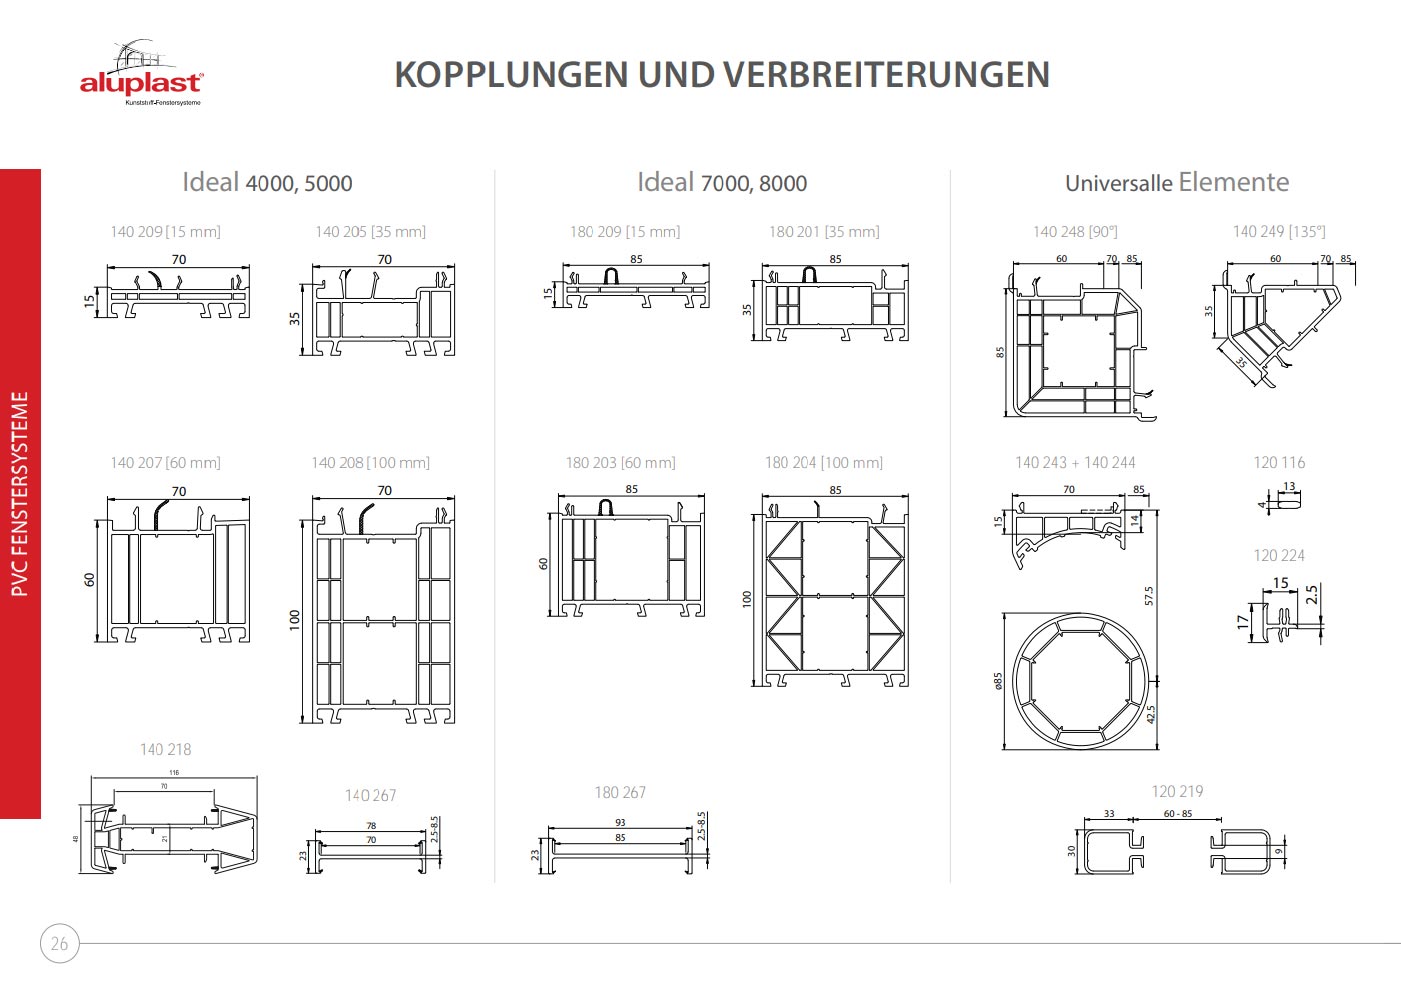 aluplast®
Kunststoff-Fenstersysteme
KOPPLUNGEN UND VERBREITERUNGEN
PVC FENSTERSYSTEME
Ideal 4000, 5000
140 209 [15 mm]
70
15
140 205 [35 mm]
70
35
140 207 [60 mm]
70
60
140 208 [100 mm]
70
100
140 218
116
70
48
21
140 267
78
70
23
2.5-8.5
Ideal 7000, 8000
180 209 [15 mm]
85
15
180 201 [35 mm]
85
35
180 203 [60 mm]
85
60
180 204 [100 mm]
85
100
180 267
93
85
23
2.5-8.5
Universalle Elemente
140 248 [90°]
60 70 85
85
140 249 [135°]
60 70 85
35
35
140 243 + 140 244
70 85
15
14
57.5
ø85
42.5
120 116
13
4
120 224
15
2.5
17
120 219
33 60 - 85
30
9
26